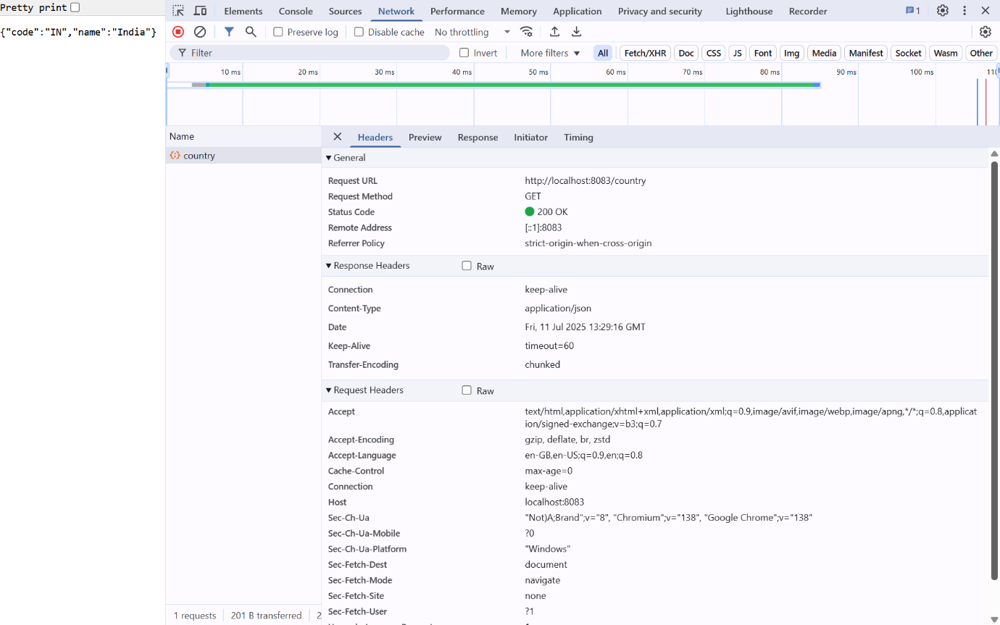 Pretty print
{"code":"IN","name":"India"}
Elements Console Sources Network Performance Memory Application Privacy and security Lighthouse Recorder 1
Preserve log Disable cache No throttling
Filter Invert More filters All Fetch/XHR Doc CSS JS Font Img Media Manifest Socket Wasm Other
10 ms 20 ms 30 ms 40 ms 50 ms 60 ms 70 ms 80 ms 90 ms 100 ms 110
Name
country
Headers Preview Response Initiator Timing
General
Request URL http://localhost:8083/country
Request Method GET
Status Code 200 OK
Remote Address [::1]:8083
Referrer Policy strict-origin-when-cross-origin
Response Headers Raw
Connection keep-alive
Content-Type application/json
Date Fri, 11 Jul 2025 13:29:16 GMT
Keep-Alive timeout=60
Transfer-Encoding chunked
Request Headers Raw
Accept text/html,application/xhtml+xml,application/xml;q=0.9,image/avif,image/webp,image/apng,*/*;q=0.8,applicat
ion/signed-exchange;v=b3;q=0.7
Accept-Encoding gzip, deflate, br, zstd
Accept-Language en-GB,en-US;q=0.9,en;q=0.8
Cache-Control max-age=0
Connection keep-alive
Host localhost:8083
Sec-Ch-Ua "Not)A;Brand";v="8", "Chromium";v="138", "Google Chrome";v="138"
Sec-Ch-Ua-Mobile ?0
Sec-Ch-Ua-Platform "Windows"
Sec-Fetch-Dest document
Sec-Fetch-Mode navigate
Sec-Fetch-Site none
Sec-Fetch-User ?1
1 requests 201 B transferred 2